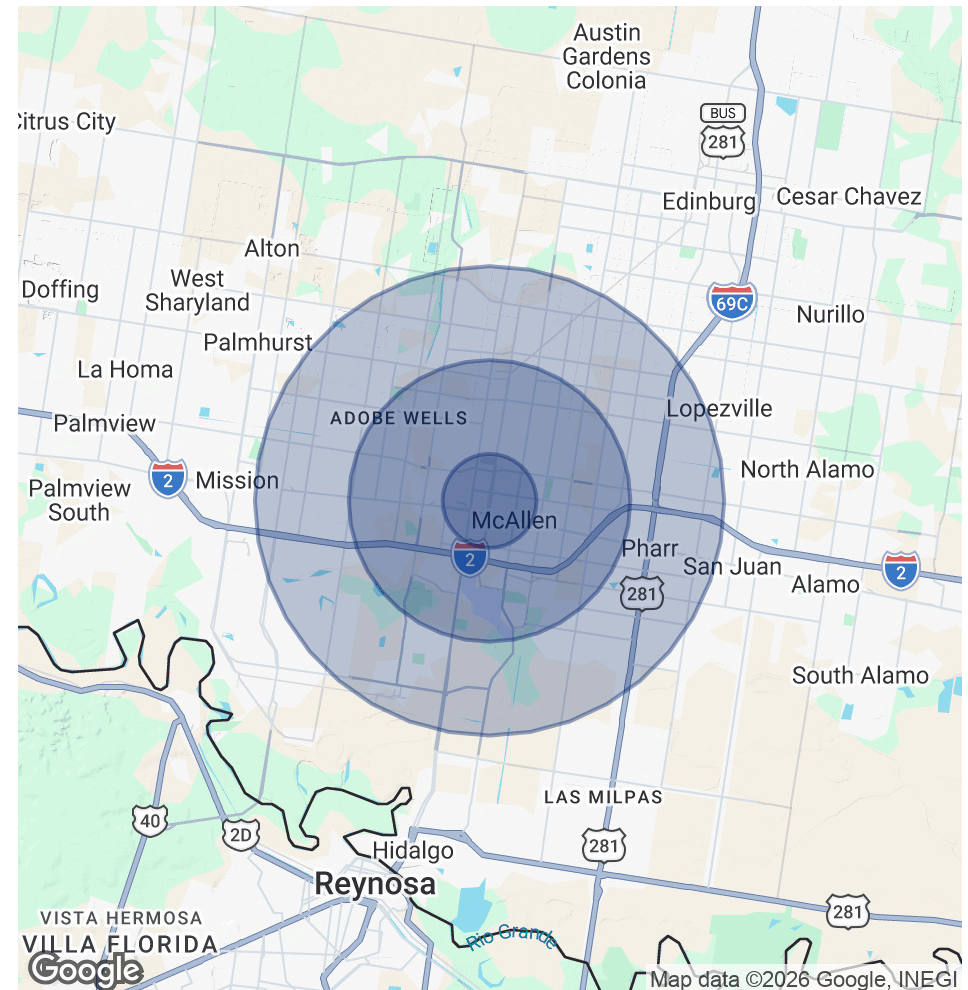 Austin
Gardens
Colonia
BUS
281
Citrus City
Edinburg
Cesar Chavez
Alton
West
Sharyland
Doffing
69C
Nurillo
Palmhurst
La Homa
Lopezville
ADOBE WELLS
Palmview
North Alamo
2
Mission
Palmview
South
McAllen
Pharr
2
San Juan
2
Alamo
281
South Alamo
LAS MILPAS
40
2D
281
Hidalgo
Reynosa
281
VISTA HERMOSA
VILLA FLORIDA
Rio Grande
Google
Map data ©2026 Google, INEGI